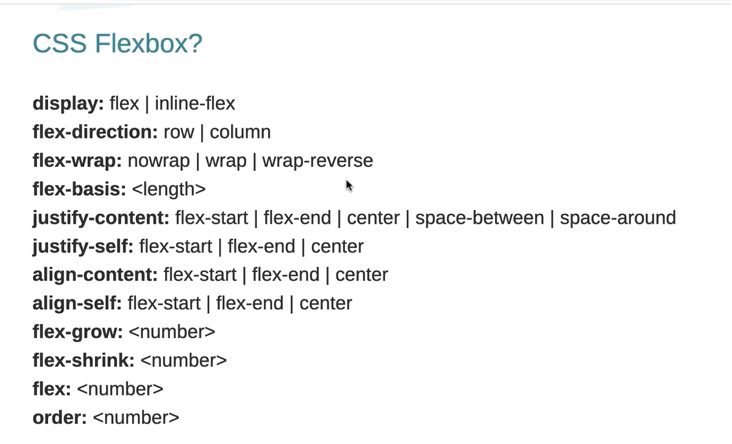 CSS Flexbox?
display: flex | inline-flex
flex-direction: row | column
flex-wrap: nowrap | wrap | wrap-reverse
flex-basis: <length>
justify-content: flex-start | flex-end | center | space-between | space-around
justify-self: flex-start | flex-end | center
align-content: flex-start | flex-end | center
align-self: flex-start | flex-end | center
flex-grow: <number>
flex-shrink: <number>
flex: <number>
order: <number>